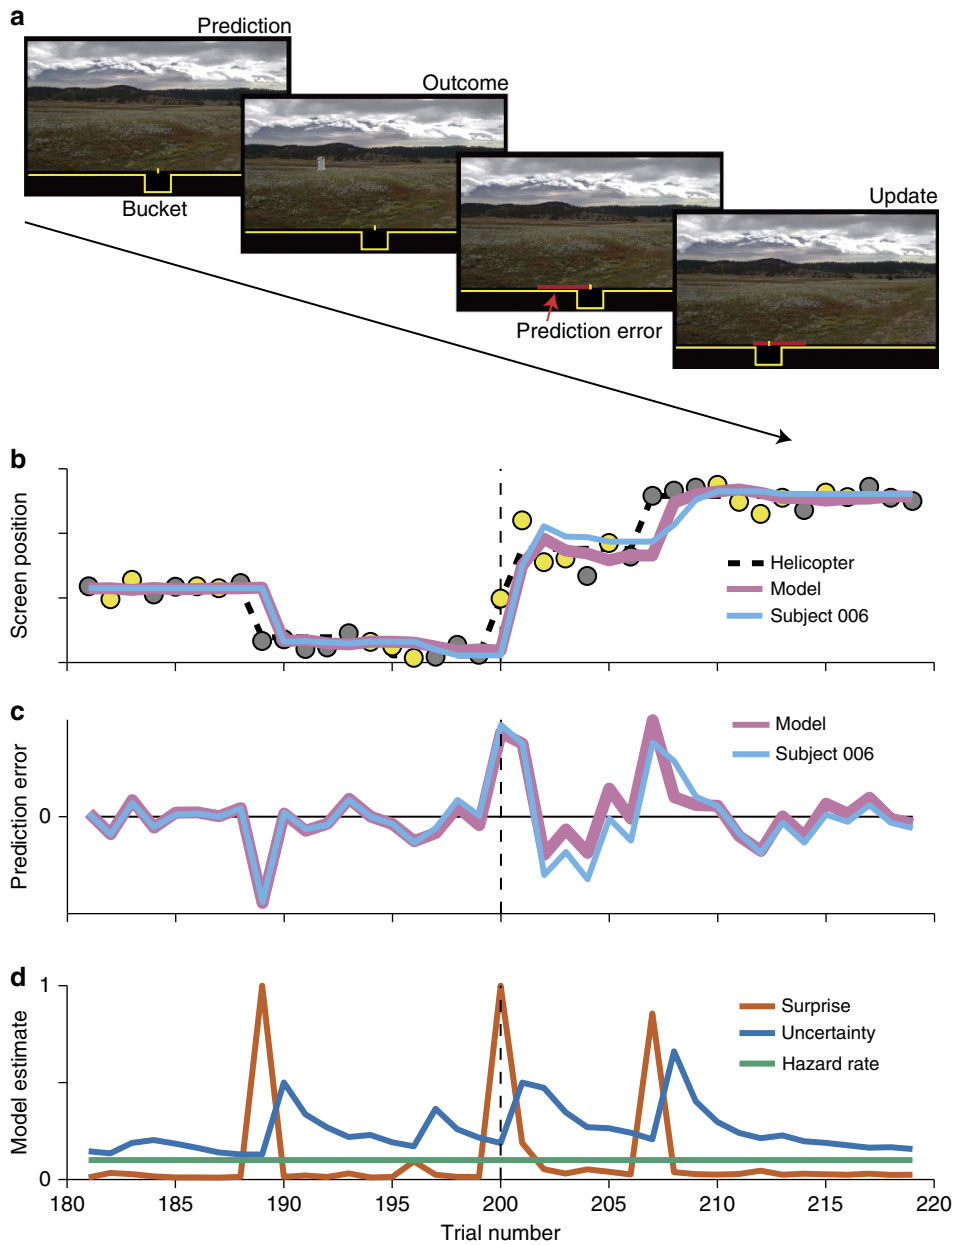 a
Prediction
Outcome
Bucket
Update
Prediction error
b
Screen position
Helicopter
Model
Subject 006
c
Prediction error
0
Model
Subject 006
d
Model estimate
1
0
Surprise
Uncertainty
Hazard rate
180 185 190 195 200 205 210 215 220
Trial number